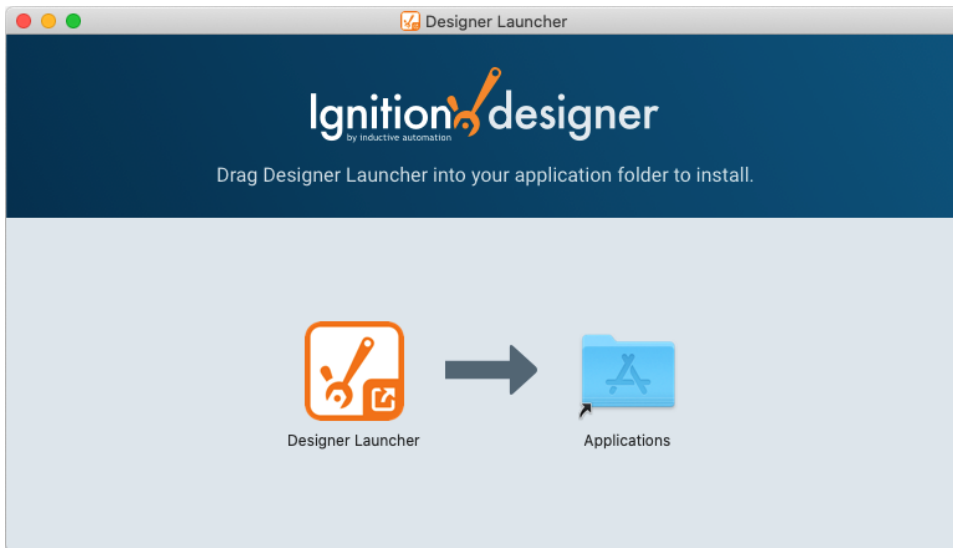 Designer Launcher
Ignition designer
by inductive automation
Drag Designer Launcher into your application folder to install.
Designer Launcher
Applications